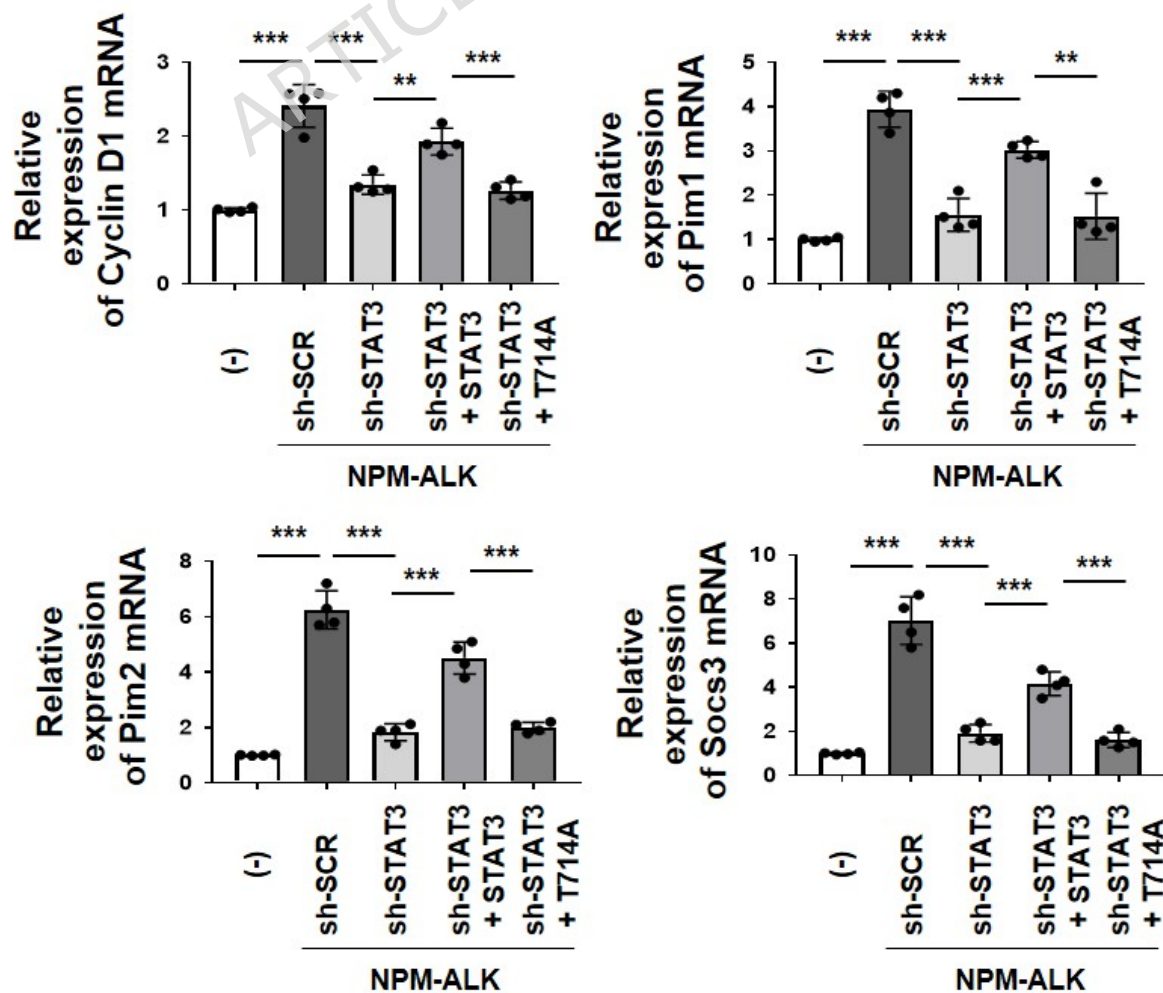 ARTICLE
Relative
expression
of Cyclin D1 mRNA
3
2
1
0
***
***
**
***
(-)
sh-SCR
sh-STAT3
sh-STAT3
+ STAT3
sh-STAT3
+ T714A
NPM-ALK
Relative
expression
of Pim1 mRNA
5
4
3
2
1
0
***
***
***
**
(-)
sh-SCR
sh-STAT3
sh-STAT3
+ STAT3
sh-STAT3
+ T714A
NPM-ALK
Relative
expression
of Pim2 mRNA
8
6
4
2
0
***
***
***
***
(-)
sh-SCR
sh-STAT3
sh-STAT3
+ STAT3
sh-STAT3
+ T714A
NPM-ALK
Relative
expression
of Socs3 mRNA
10
8
6
4
2
0
***
***
***
***
(-)
sh-SCR
sh-STAT3
sh-STAT3
+ STAT3
sh-STAT3
+ T714A
NPM-ALK